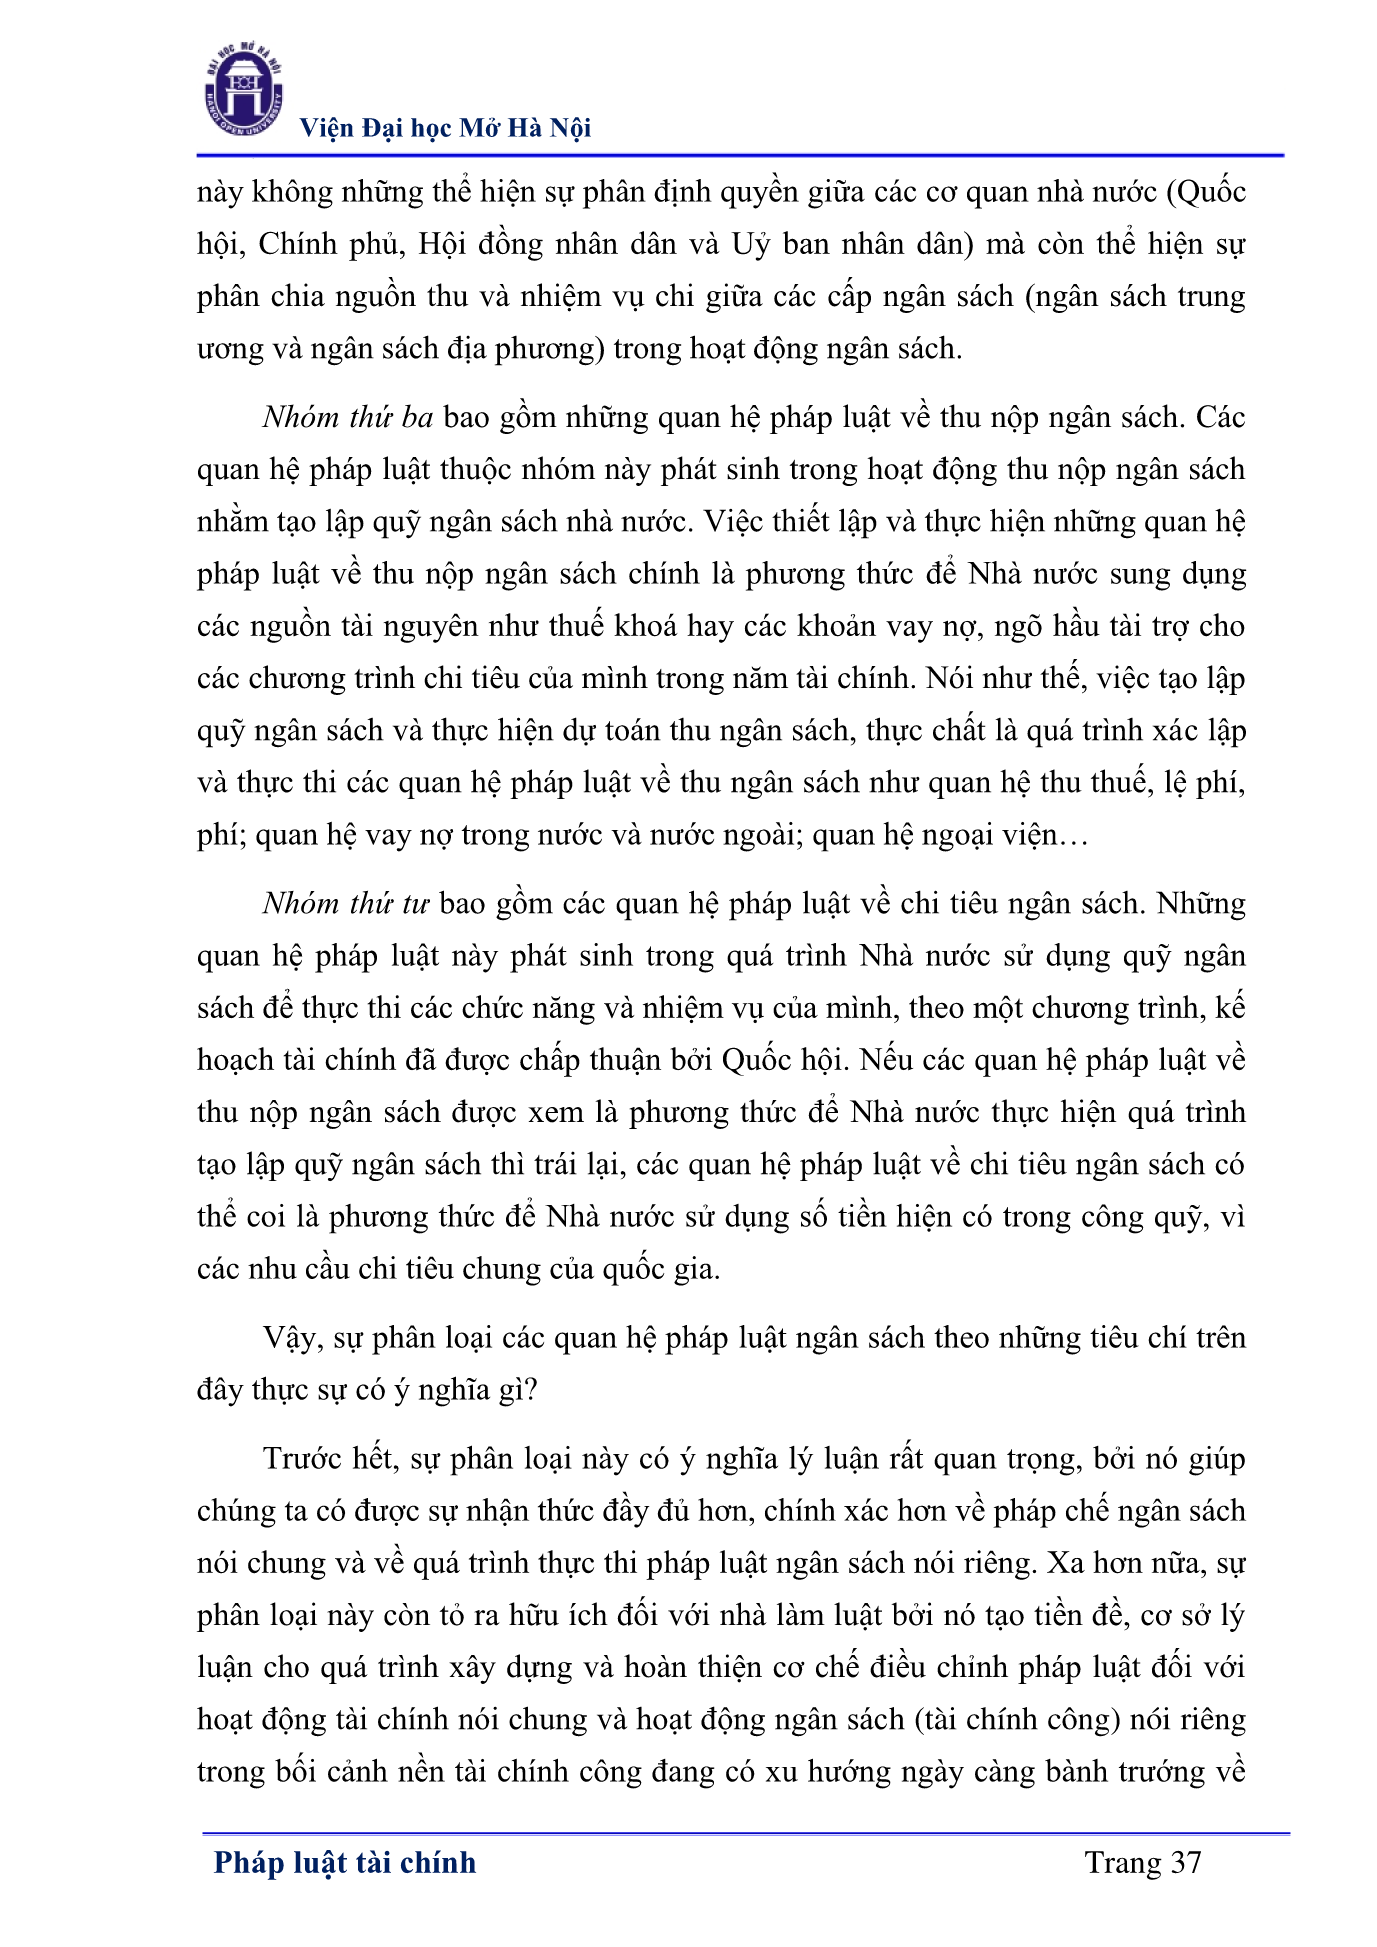 ĐẠI HỌC MỞ HÀ NỘI
HANOI OPEN UNIVERSITY
Viện Đại học Mở Hà Nội
này không những thể hiện sự phân định quyền giữa các cơ quan nhà nước (Quốc
hội, Chính phủ, Hội đồng nhân dân và Uỷ ban nhân dân) mà còn thể hiện sự
phân chia nguồn thu và nhiệm vụ chi giữa các cấp ngân sách (ngân sách trung
ương và ngân sách địa phương) trong hoạt động ngân sách.
Nhóm thứ ba bao gồm những quan hệ pháp luật về thu nộp ngân sách. Các
quan hệ pháp luật thuộc nhóm này phát sinh trong hoạt động thu nộp ngân sách
nhằm tạo lập quỹ ngân sách nhà nước. Việc thiết lập và thực hiện những quan hệ
pháp luật về thu nộp ngân sách chính là phương thức để Nhà nước sung dụng
các nguồn tài nguyên như thuế khoá hay các khoản vay nợ, ngõ hầu tài trợ cho
các chương trình chi tiêu của mình trong năm tài chính. Nói như thế, việc tạo lập
quỹ ngân sách và thực hiện dự toán thu ngân sách, thực chất là quá trình xác lập
và thực thi các quan hệ pháp luật về thu ngân sách như quan hệ thu thuế, lệ phí,
phí; quan hệ vay nợ trong nước và nước ngoài; quan hệ ngoại viện…
Nhóm thứ tư bao gồm các quan hệ pháp luật về chi tiêu ngân sách. Những
quan hệ pháp luật này phát sinh trong quá trình Nhà nước sử dụng quỹ ngân
sách để thực thi các chức năng và nhiệm vụ của mình, theo một chương trình, kế
hoạch tài chính đã được chấp thuận bởi Quốc hội. Nếu các quan hệ pháp luật về
thu nộp ngân sách được xem là phương thức để Nhà nước thực hiện quá trình
tạo lập quỹ ngân sách thì trái lại, các quan hệ pháp luật về chi tiêu ngân sách có
thể coi là phương thức để Nhà nước sử dụng số tiền hiện có trong công quỹ, vì
các nhu cầu chi tiêu chung của quốc gia.
Vậy, sự phân loại các quan hệ pháp luật ngân sách theo những tiêu chí trên
đây thực sự có ý nghĩa gì?
Trước hết, sự phân loại này có ý nghĩa lý luận rất quan trọng, bởi nó giúp
chúng ta có được sự nhận thức đầy đủ hơn, chính xác hơn về pháp chế ngân sách
nói chung và về quá trình thực thi pháp luật ngân sách nói riêng. Xa hơn nữa, sự
phân loại này còn tỏ ra hữu ích đối với nhà làm luật bởi nó tạo tiền đề, cơ sở lý
luận cho quá trình xây dựng và hoàn thiện cơ chế điều chỉnh pháp luật đối với
hoạt động tài chính nói chung và hoạt động ngân sách (tài chính công) nói riêng
trong bối cảnh nền tài chính công đang có xu hướng ngày càng bành trướng về
Pháp luật tài chính Trang 37